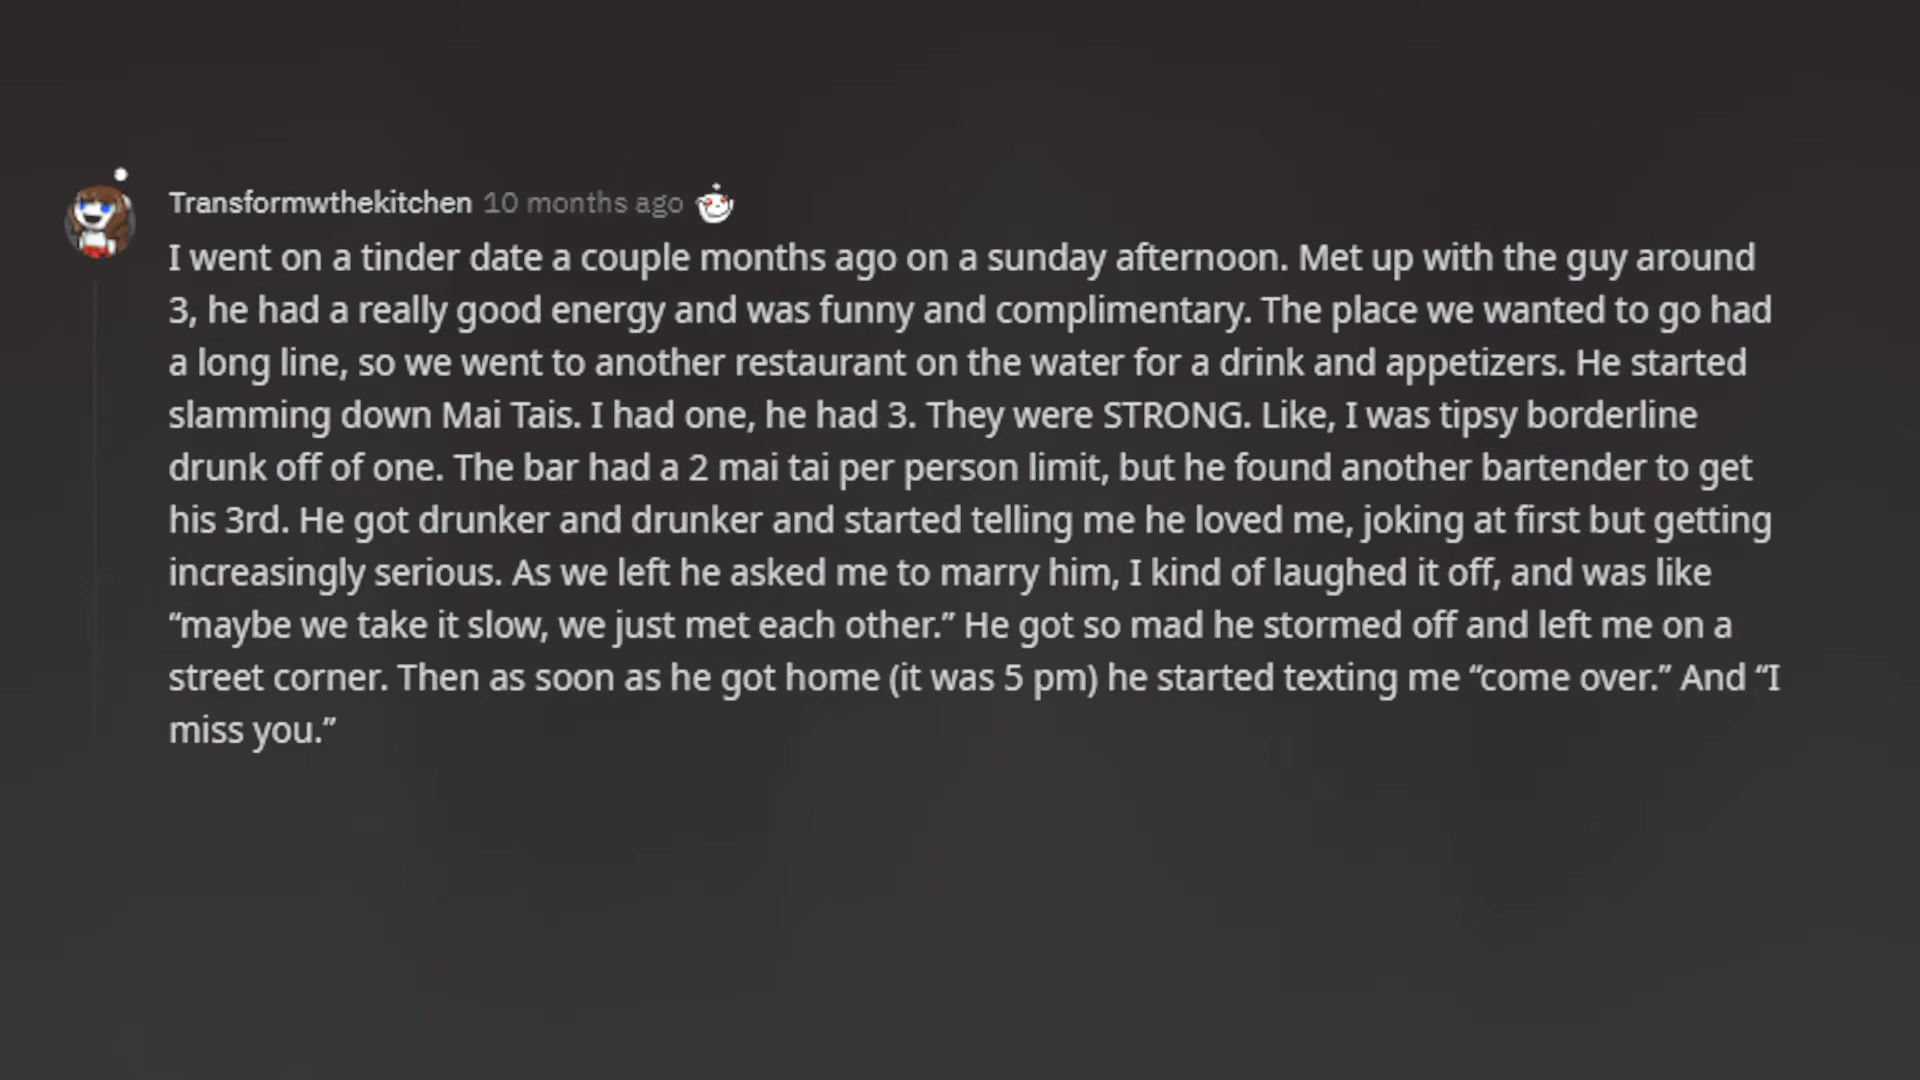 Transformwthekitchen 10 months ago
I went on a tinder date a couple months ago on a sunday afternoon. Met up with the guy around
3, he had a really good energy and was funny and complimentary. The place we wanted to go had
a long line, so we went to another restaurant on the water for a drink and appetizers. He started
slamming down Mai Tais. I had one, he had 3. They were STRONG. Like, I was tipsy borderline
drunk off of one. The bar had a 2 mai tai per person limit, but he found another bartender to get
his 3rd. He got drunker and drunker and started telling me he loved me, joking at first but getting
increasingly serious. As we left he asked me to marry him, I kind of laughed it off, and was like
“maybe we take it slow, we just met each other.” He got so mad he stormed off and left me on a
street corner. Then as soon as he got home (it was 5 pm) he started texting me “come over.” And “I
miss you.”